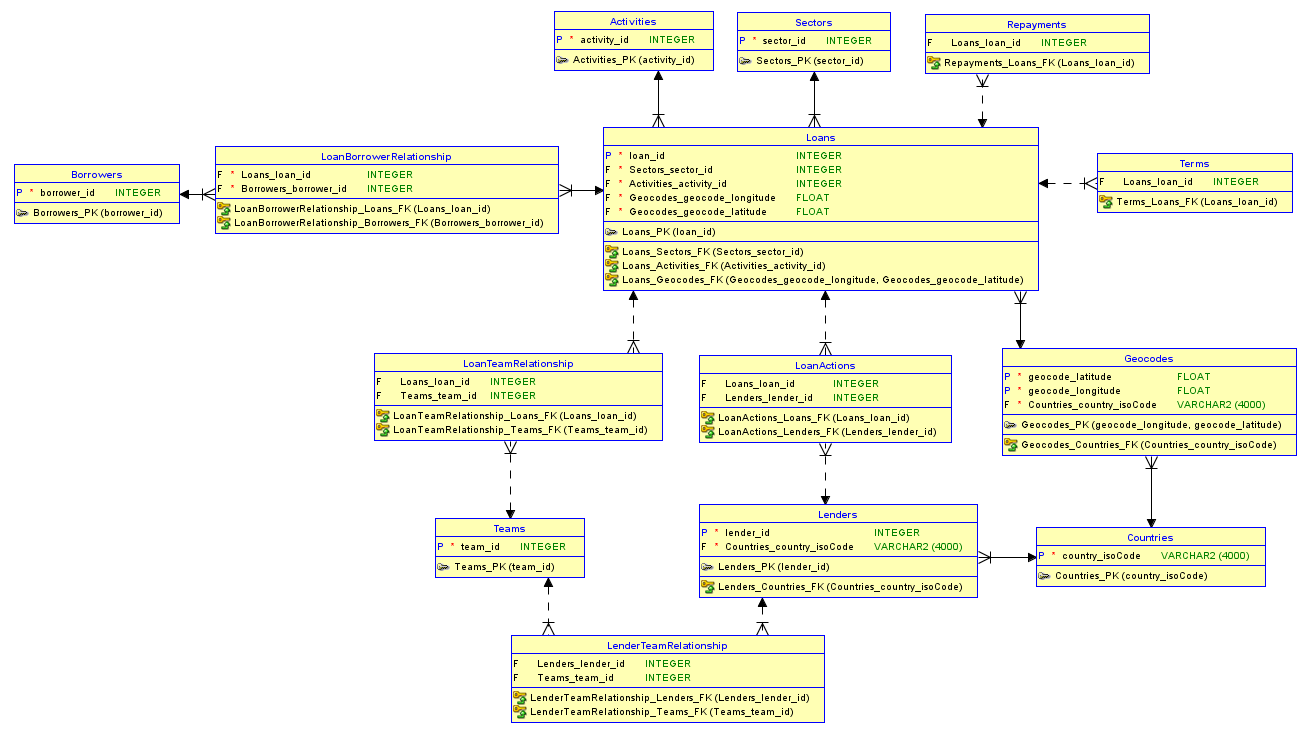 Activities
P * activity_id INTEGER
Activities_PK (activity_id)
Sectors
P * sector_id INTEGER
Sectors_PK (sector_id)
Repayments
F Loans_loan_id INTEGER
Repayments_Loans_FK (Loans_loan_id)
Borrowers
P * borrower_id INTEGER
Borrowers_PK (borrower_id)
LoanBorrowerRelationship
F * Loans_loan_id INTEGER
F * Borrowers_borrower_id INTEGER
LoanBorrowerRelationship_Loans_FK (Loans_loan_id)
LoanBorrowerRelationship_Borrowers_FK (Borrowers_borrower_id)
Loans
P * loan_id INTEGER
F * Sectors_sector_id INTEGER
F * Activities_activity_id INTEGER
F * Geocodes_geocode_longitude FLOAT
F * Geocodes_geocode_latitude FLOAT
Loans_PK (loan_id)
Loans_Sectors_FK (Sectors_sector_id)
Loans_Activities_FK (Activities_activity_id)
Loans_Geocodes_FK (Geocodes_geocode_longitude, Geocodes_geocode_latitude)
Terms
F Loans_loan_id INTEGER
Terms_Loans_FK (Loans_loan_id)
LoanTeamRelationship
F Loans_loan_id INTEGER
F Teams_team_id INTEGER
LoanTeamRelationship_Loans_FK (Loans_loan_id)
LoanTeamRelationship_Teams_FK (Teams_team_id)
LoanActions
F Loans_loan_id INTEGER
F Lenders_lender_id INTEGER
LoanActions_Loans_FK (Loans_loan_id)
LoanActions_Lenders_FK (Lenders_lender_id)
Geocodes
P * geocode_latitude FLOAT
P * geocode_longitude FLOAT
F * Countries_country_isoCode VARCHAR2 (4000)
Geocodes_PK (geocode_longitude, geocode_latitude)
Geocodes_Countries_FK (Countries_country_isoCode)
Teams
P * team_id INTEGER
Teams_PK (team_id)
Lenders
P * lender_id INTEGER
F * Countries_country_isoCode VARCHAR2 (4000)
Lenders_PK (lender_id)
Lenders_Countries_FK (Countries_country_isoCode)
Countries
P * country_isoCode VARCHAR2 (4000)
Countries_PK (country_isoCode)
LenderTeamRelationship
F Lenders_lender_id INTEGER
F Teams_team_id INTEGER
LenderTeamRelationship_Lenders_FK (Lenders_lender_id)
LenderTeamRelationship_Teams_FK (Teams_team_id)